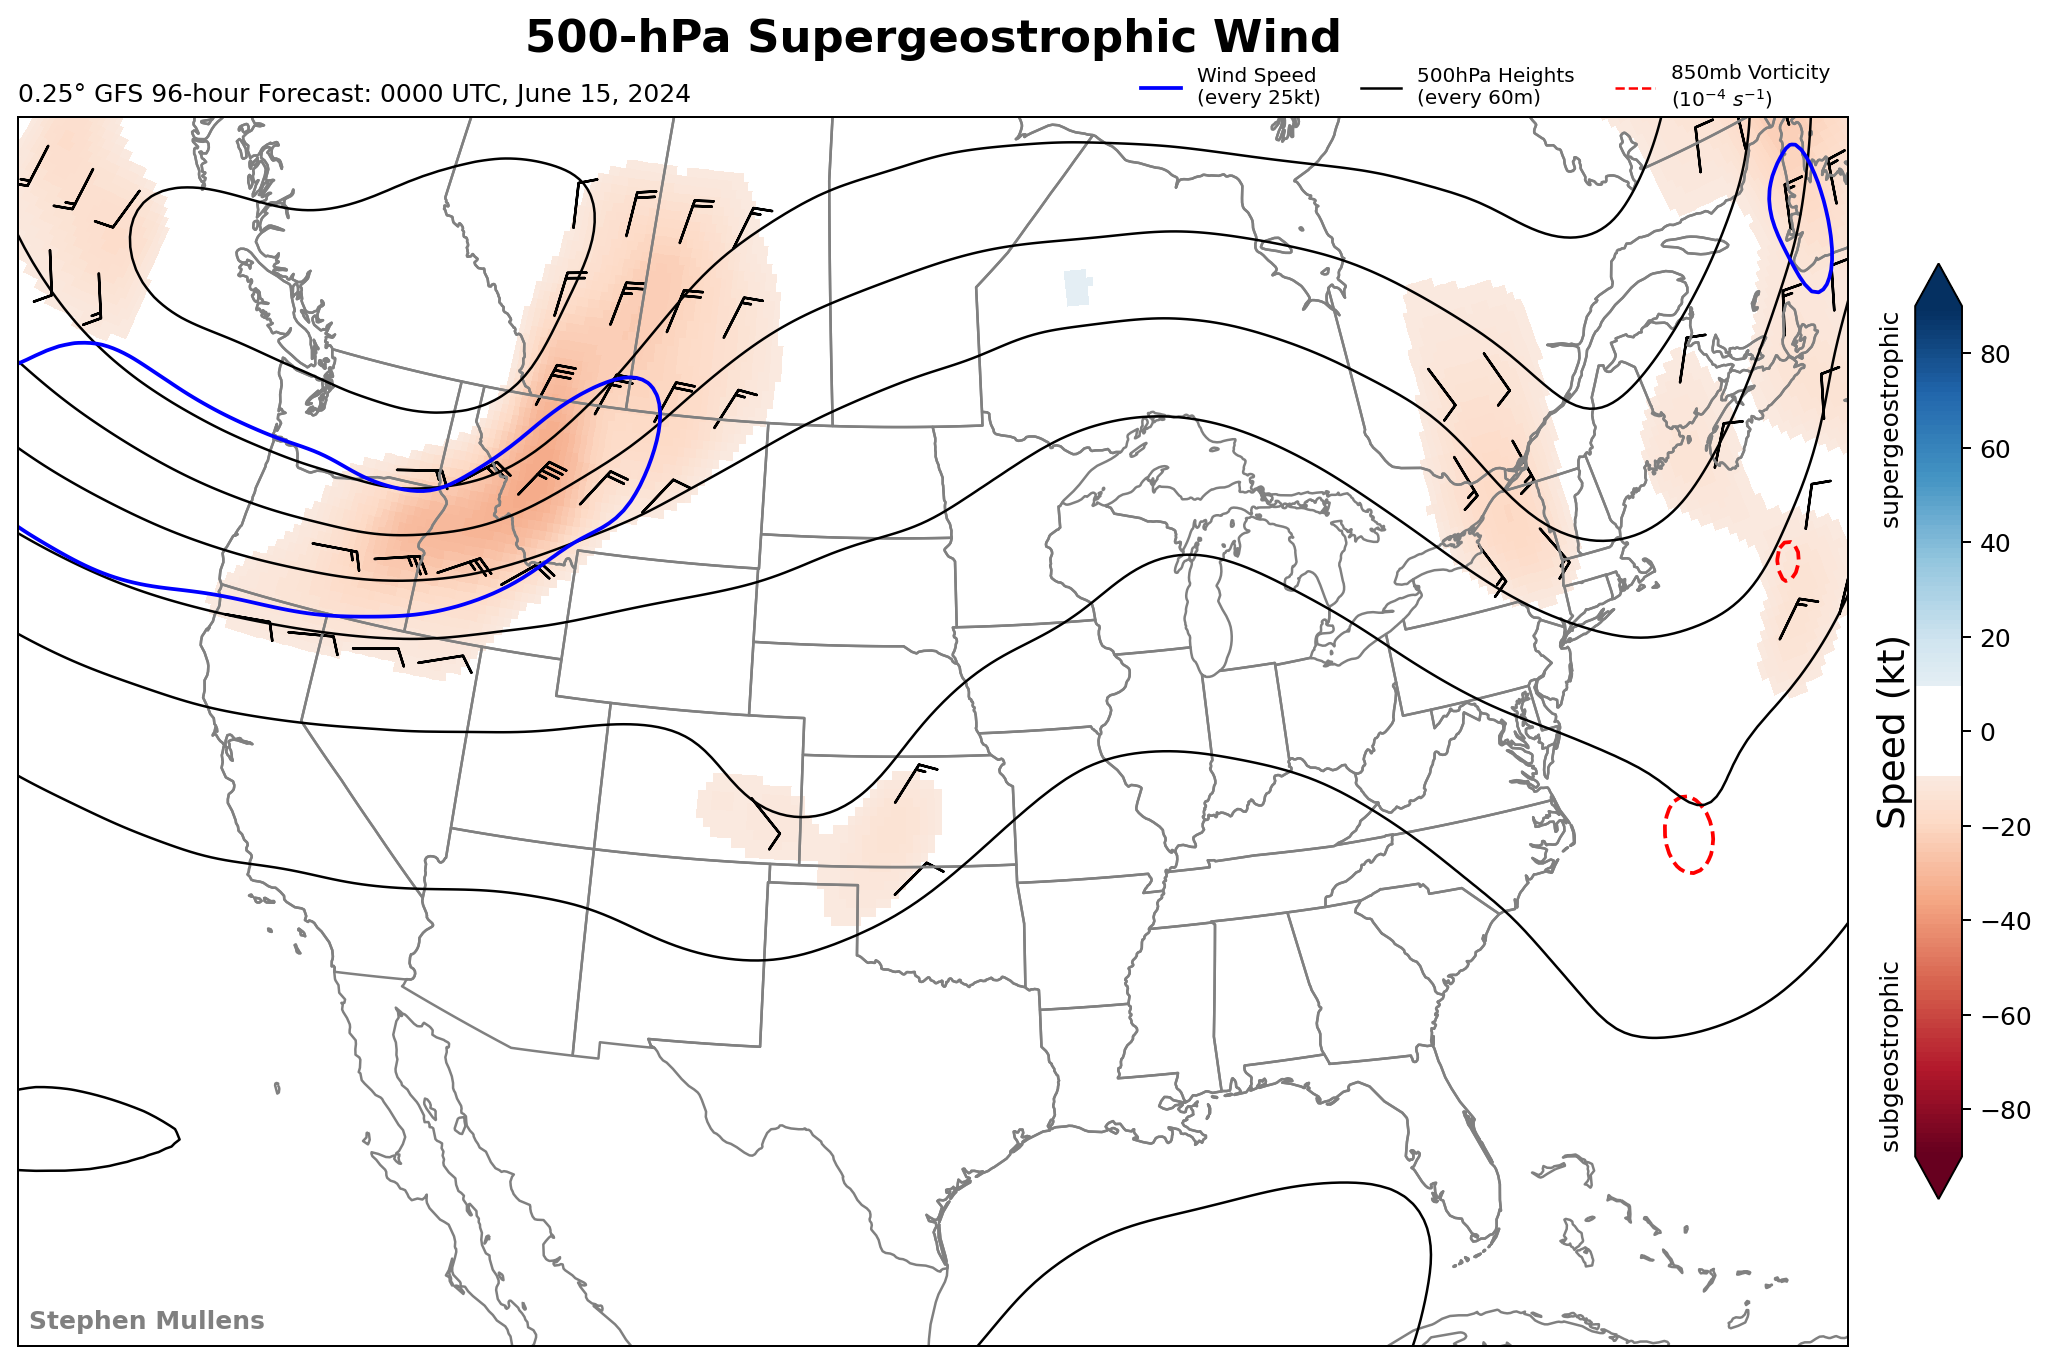 500-hPa Supergeostrophic Wind
0.25° GFS 96-hour Forecast: 0000 UTC, June 15, 2024
Wind Speed
(every 25kt)
500hPa Heights
(every 60m)
850mb Vorticity
(10⁻⁴ s⁻¹)
supergeostrophic
subgeostrophic
Speed (kt)
80
60
40
20
0
−20
−40
−60
−80
Stephen Mullens